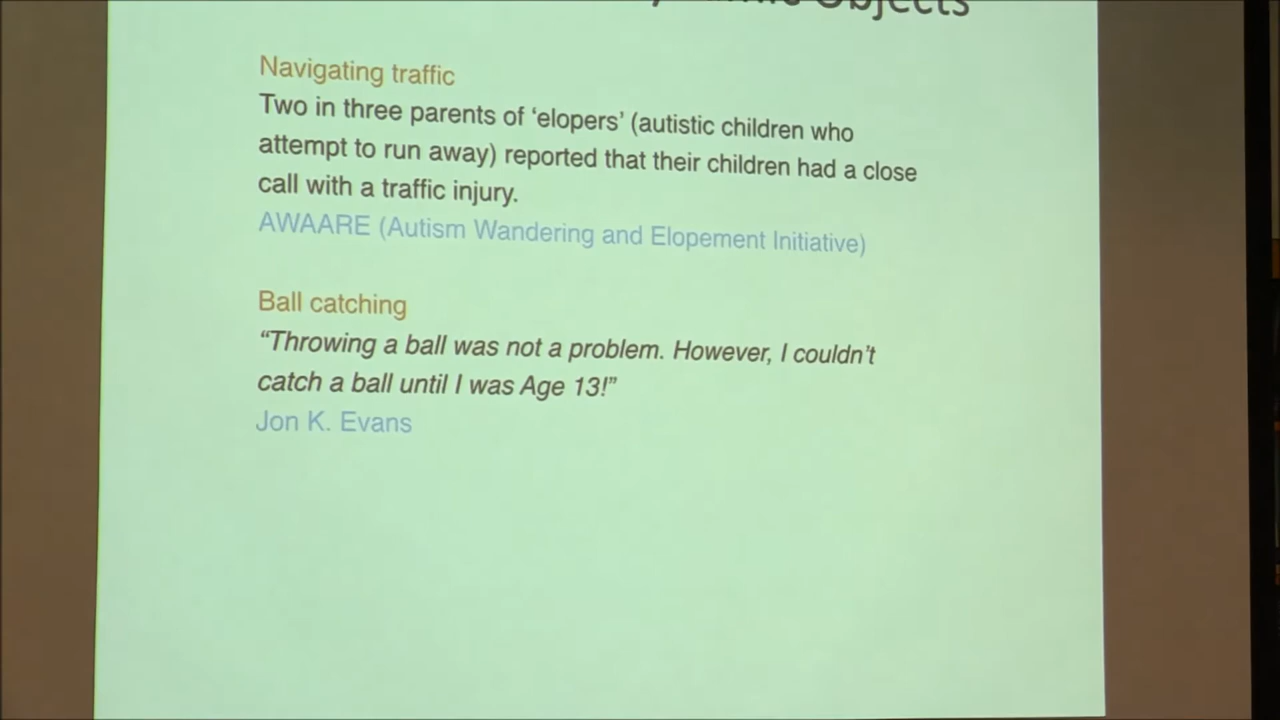 Objects
Navigating traffic
Two in three parents of ‘elopers’ (autistic children who
attempt to run away) reported that their children had a close
call with a traffic injury.
AWAARE (Autism Wandering and Elopement Initiative)
Ball catching
“Throwing a ball was not a problem. However, I couldn’t
catch a ball until I was Age 13!”
Jon K. Evans